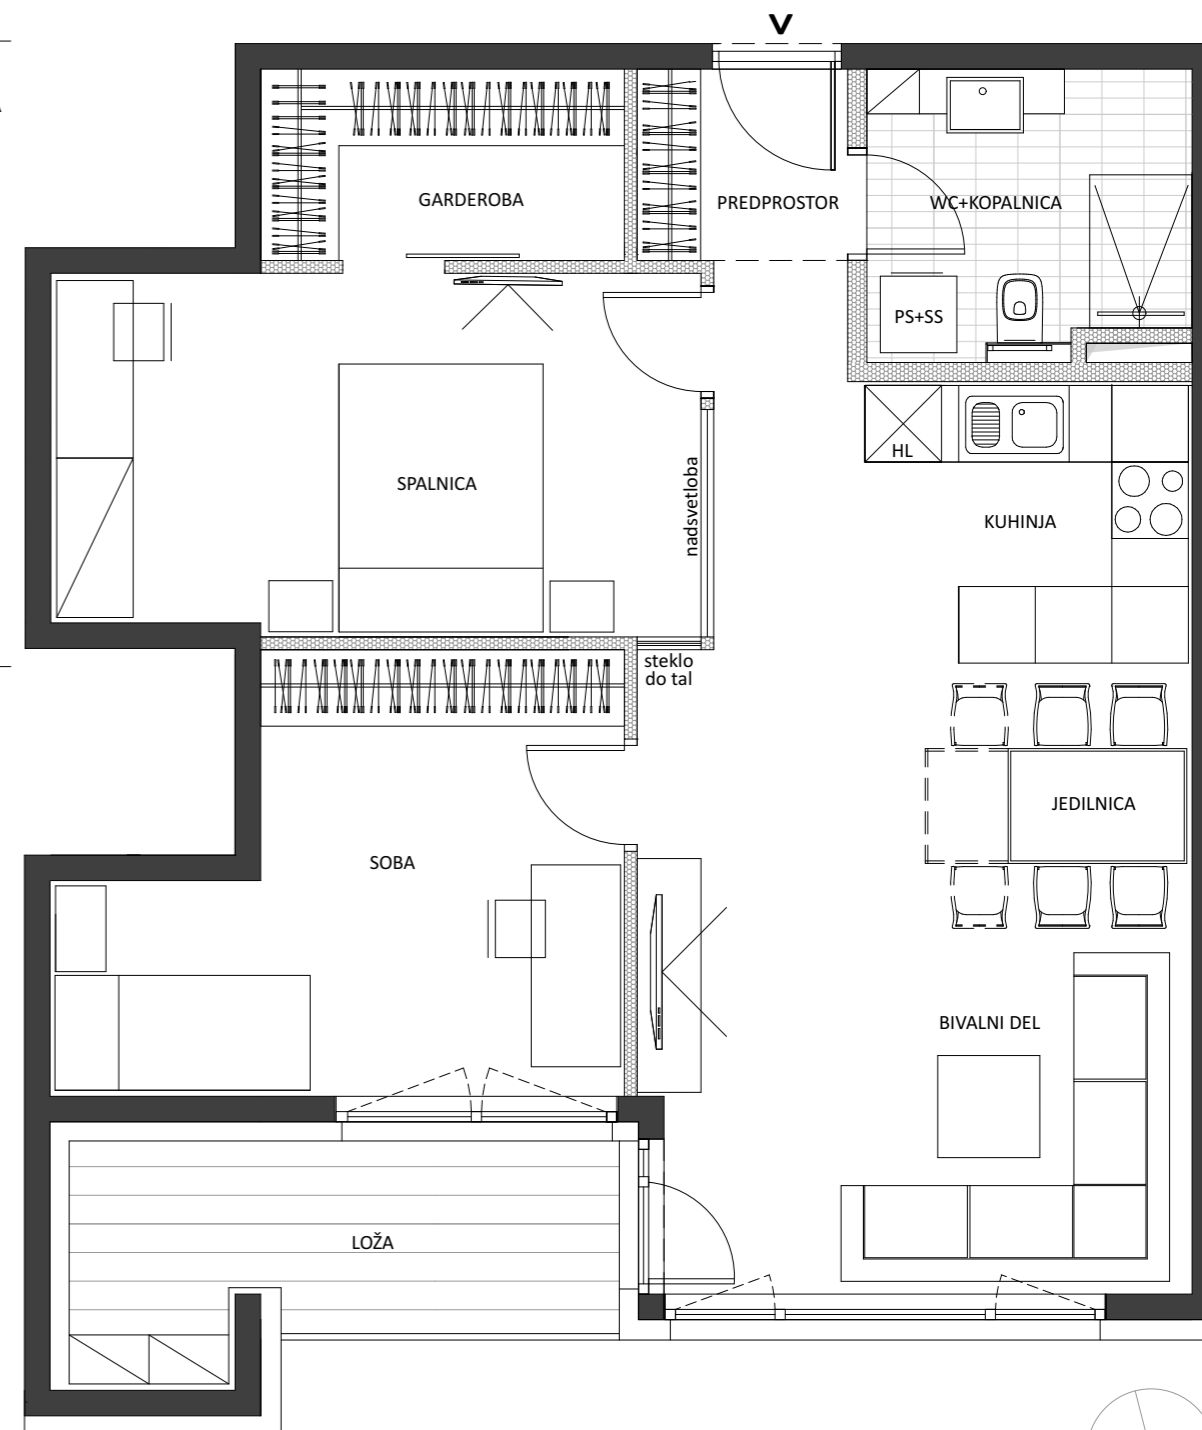 V
GARDEROBA
PREDPROSTOR
WC+KOPALNICA
PS+SS
HL
SPALNICA
nadsvetloba
KUHINJA
steklo
do tal
JEDILNICA
SOBA
BIVALNI DEL
LOŽA